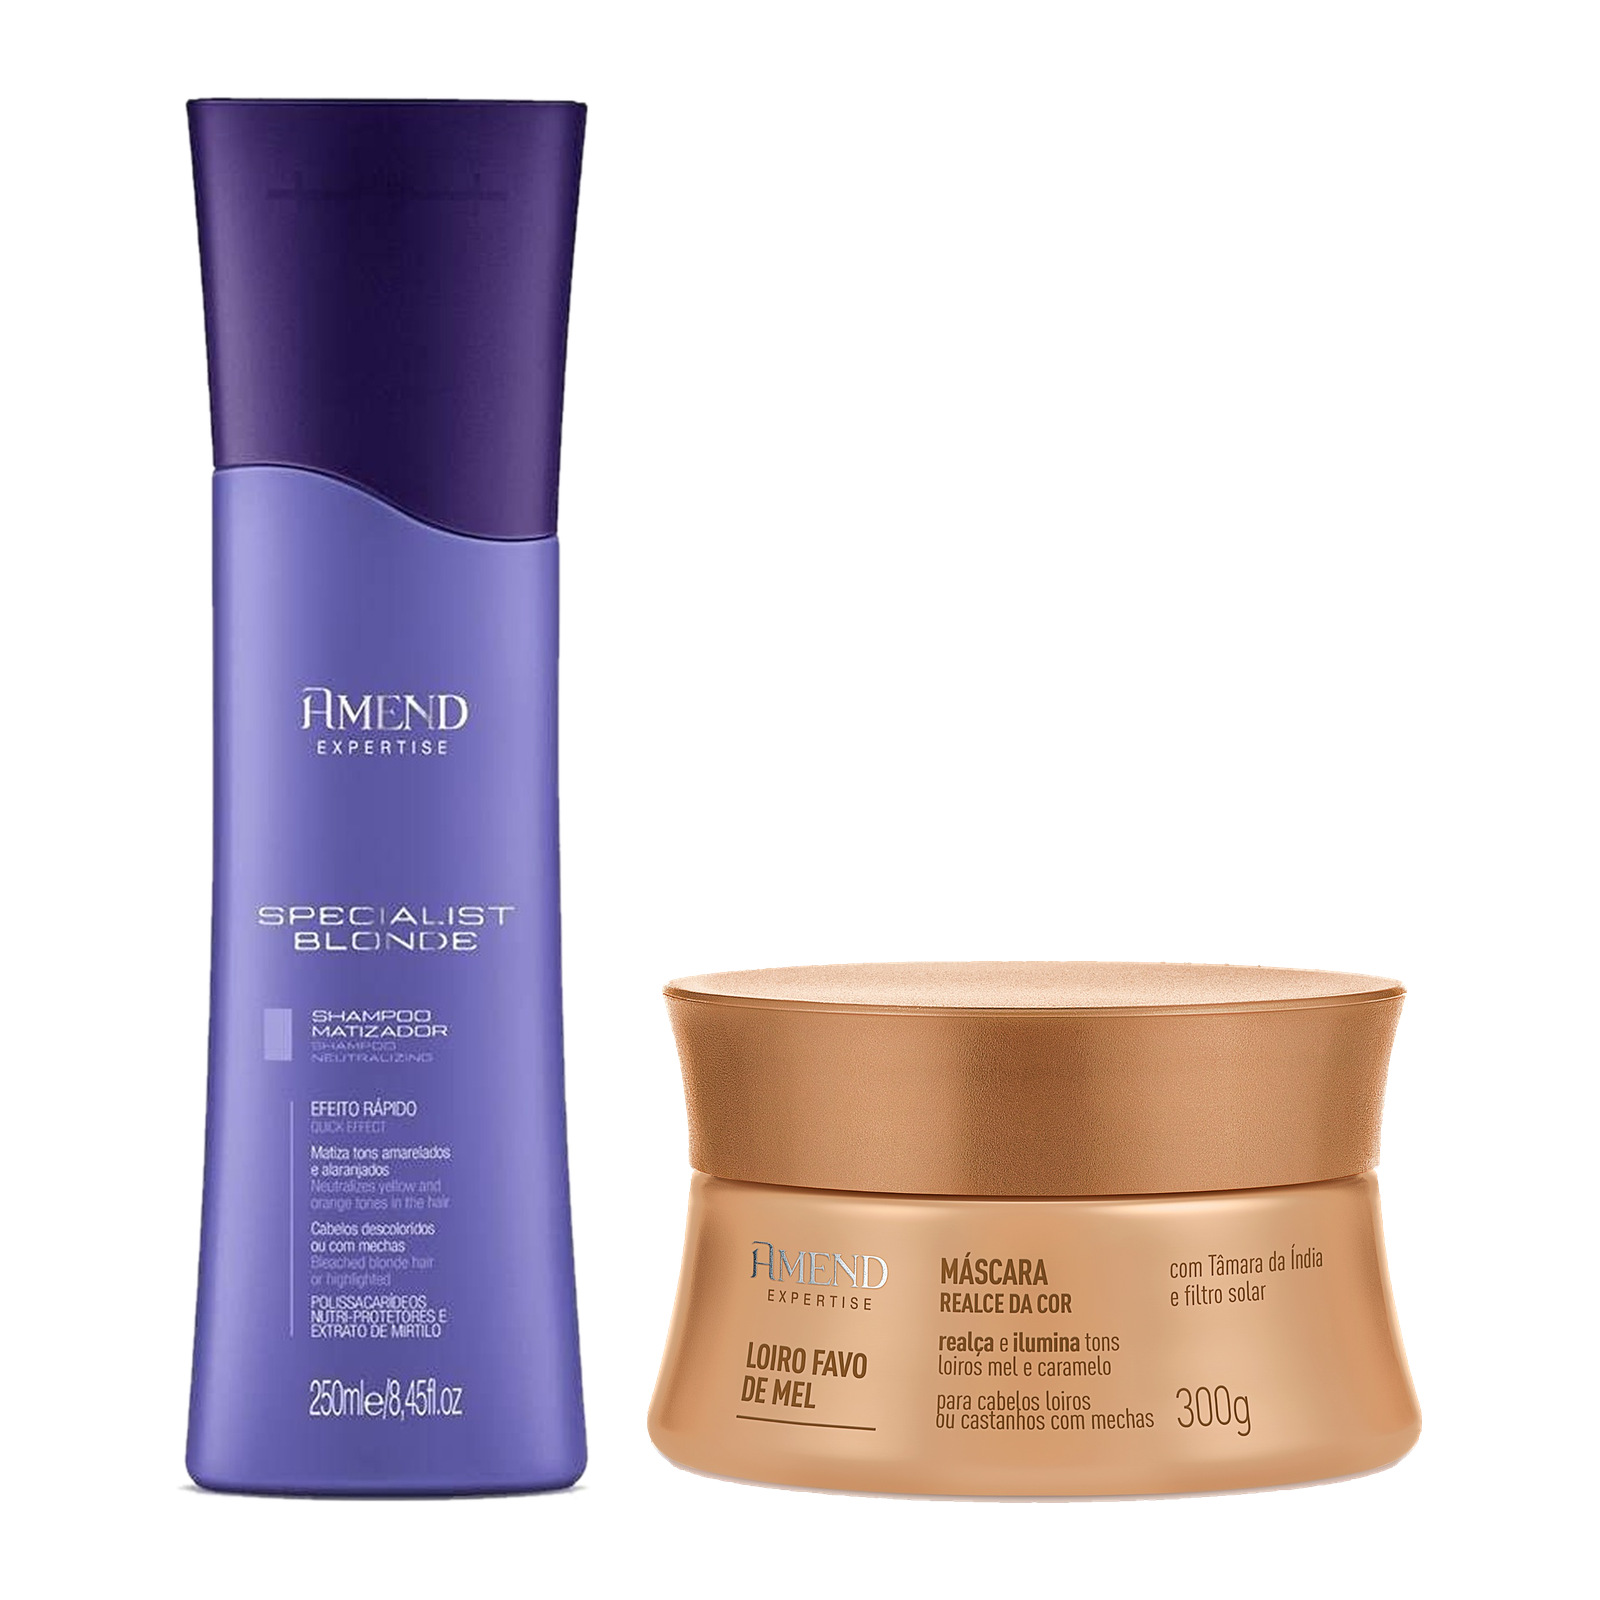 AMEND
EXPERTISE
SPECIALIST
BLONDE
SHAMPOO
MATIZADOR
SHAMPOO
NEUTRALIZING
EFEITO RÁPIDO
QUICK EFFECT
Matiza tons amarelados
e alaranjados
Neutralizes yellow and
orange tones in the hair
Cabelos descoloridos
ou com mechas
Bleached blonde hair
or highlighted
POLISSACARÍDEOS
NUTRI-PROTETORES E
EXTRATO DE MIRTILO
250mle/8,45fl.oz
AMEND
EXPERTISE
LOIRO FAVO
DE MEL
MÁSCARA
REALCE DA COR
realça e ilumina tons
loiros mel e caramelo
para cabelos loiros
ou castanhos com mechas
com Tâmara da Índia
e filtro solar
300g